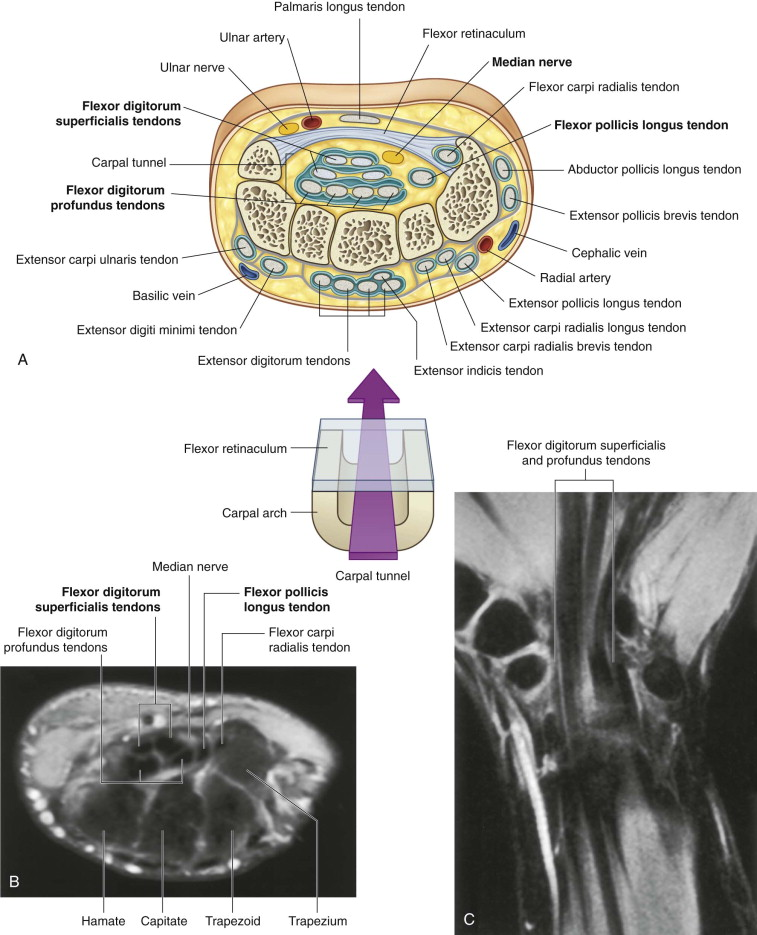 Palmaris longus tendon
Ulnar artery
Flexor retinaculum
Ulnar nerve
Median nerve
Flexor digitorum
superficialis tendons
Flexor carpi radialis tendon
Flexor pollicis longus tendon
Carpal tunnel
Abductor pollicis longus tendon
Flexor digitorum
profundus tendons
Extensor pollicis brevis tendon
Extensor carpi ulnaris tendon
Cephalic vein
Radial artery
Basilic vein
Extensor pollicis longus tendon
Extensor digiti minimi tendon
Extensor carpi radialis longus tendon
Extensor carpi radialis brevis tendon
Extensor digitorum tendons
Extensor indicis tendon
A
Flexor retinaculum
Carpal arch
Carpal tunnel
Flexor digitorum superficialis
and profundus tendons
Median nerve
Flexor digitorum
superficialis tendons
Flexor pollicis
longus tendon
Flexor digitorum
profundus tendons
Flexor carpi
radialis tendon
B
Hamate
Capitate
Trapezoid
Trapezium
C